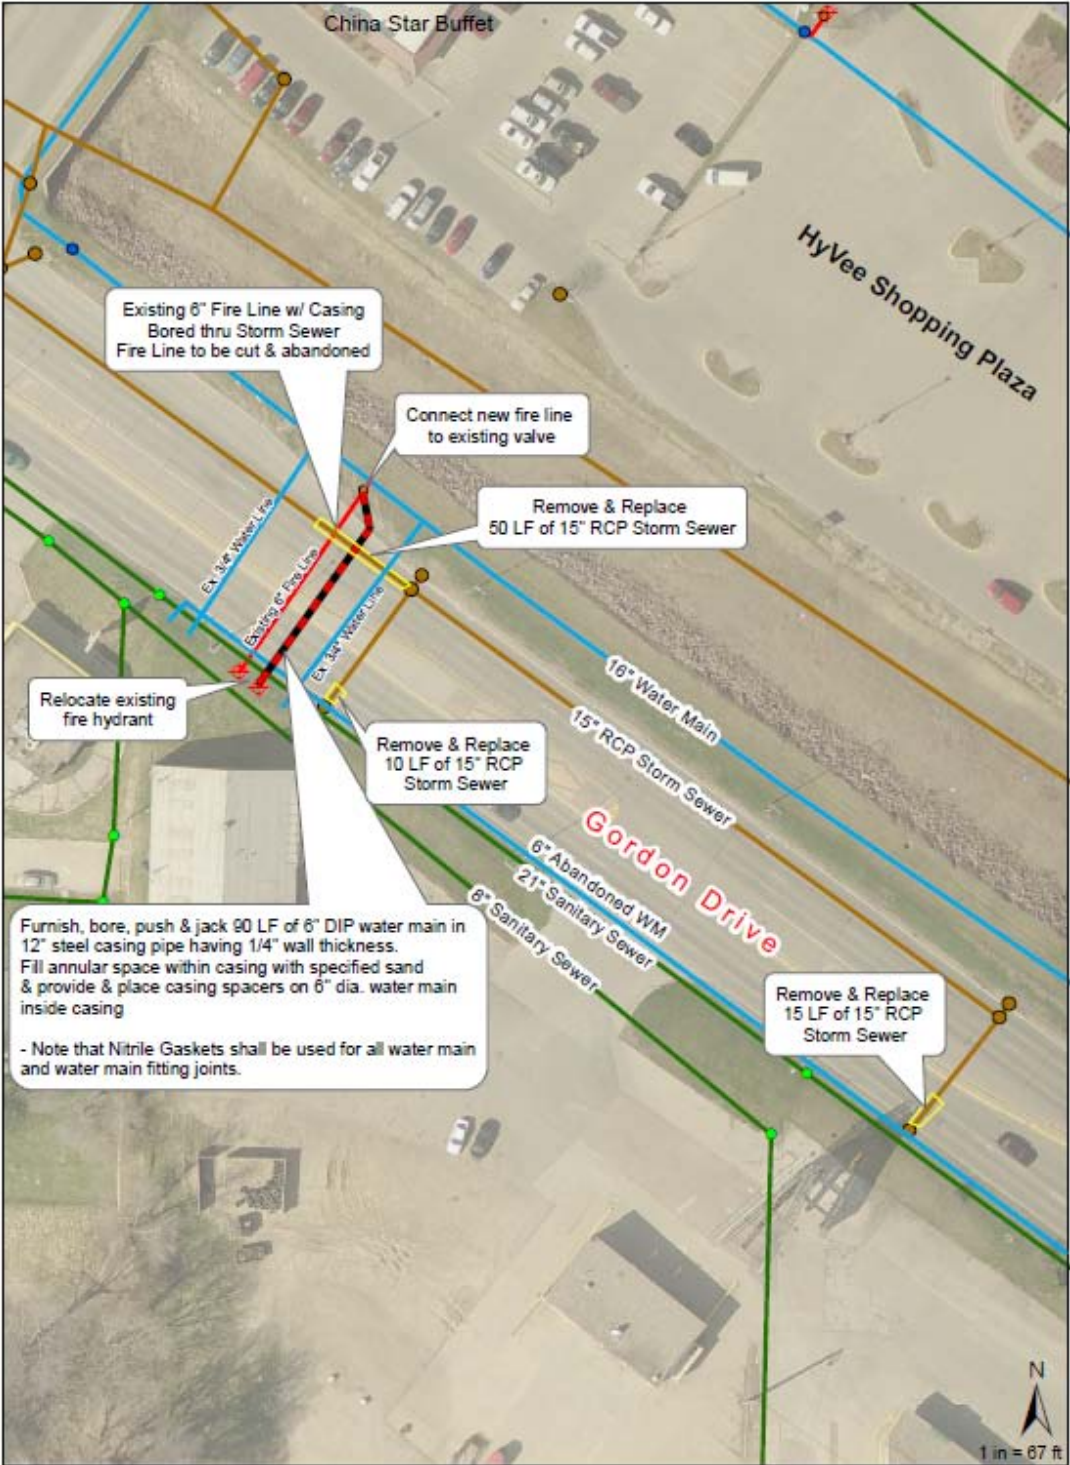 China Star Buffet
HyVee Shopping Plaza
Existing 6" Fire Line w/ Casing
Bored thru Storm Sewer
Fire Line to be cut & abandoned
Connect new fire line
to existing valve
Remove & Replace
50 LF of 15" RCP Storm Sewer
Ex. 3/4" Water Line
Existing 6" Fire Line
Ex. 3/4" Water Line
Relocate existing
fire hydrant
16" Water Main
15" RCP Storm Sewer
Remove & Replace
10 LF of 15" RCP
Storm Sewer
Gordon Drive
6" Abandoned WM
21" Sanitary Sewer
8" Sanitary Sewer
Furnish, bore, push & jack 90 LF of 6" DIP water main in
12" steel casing pipe having 1/4" wall thickness.
Fill annular space within casing with specified sand
& provide & place casing spacers on 6" dia. water main
inside casing
- Note that Nitrile Gaskets shall be used for all water main
and water main fitting joints.
Remove & Replace
15 LF of 15" RCP
Storm Sewer
N
1 in = 67 ft